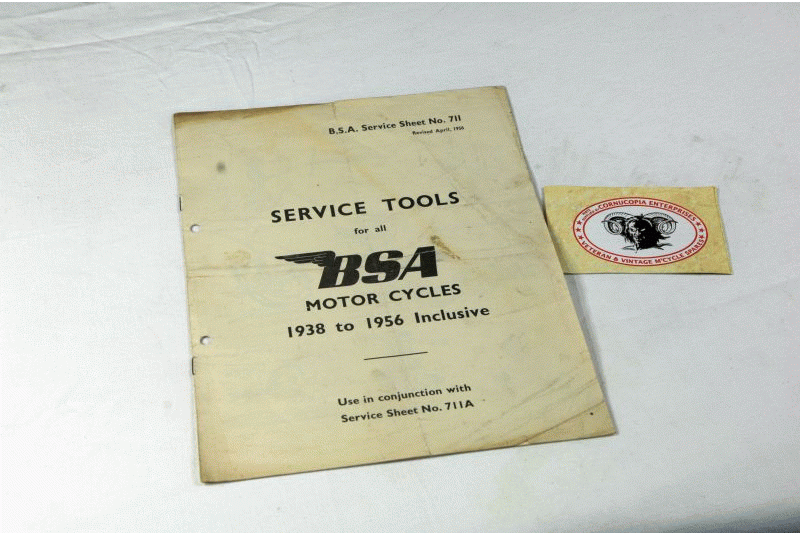 B.S.A. Service Sheet No. 711
Revised April, 1956
SERVICE TOOLS
for all
BSA
MOTOR CYCLES
1938 to 1956 Inclusive
Use in conjunction with
Service Sheet No. 711A
CORNUCOPIA ENTERPRISES
VETERAN & VINTAGE M'CYCLE SPARES